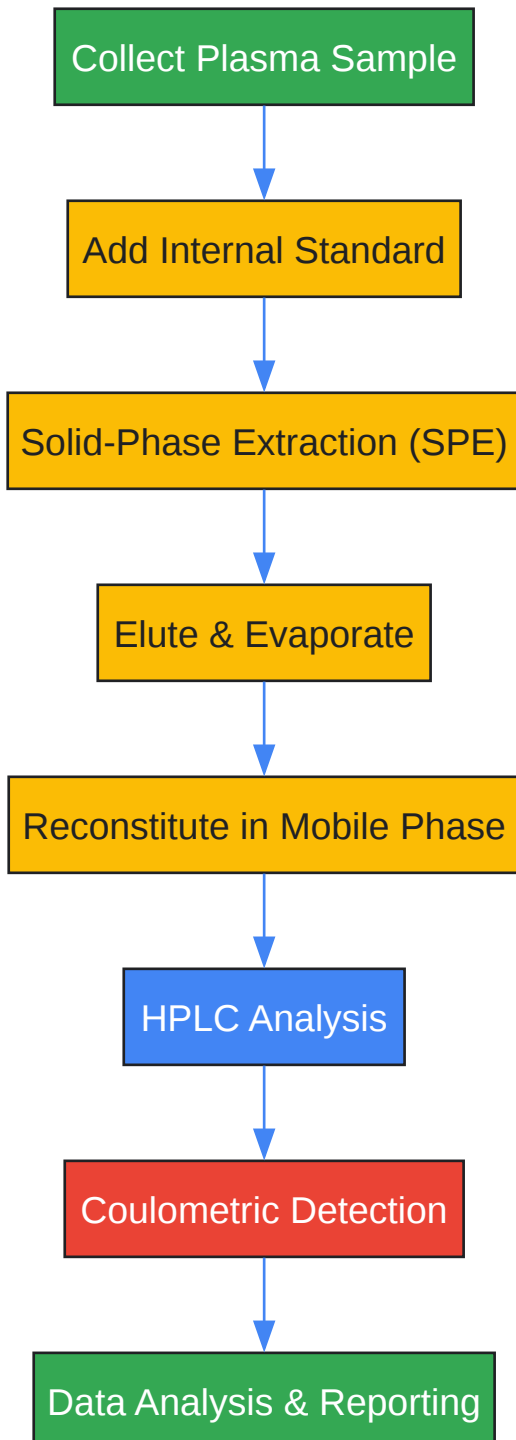 Collect Plasma Sample
Add Internal Standard
Solid-Phase Extraction (SPE)
Elute & Evaporate
Reconstitute in Mobile Phase
HPLC Analysis
Coulometric Detection
Data Analysis & Reporting